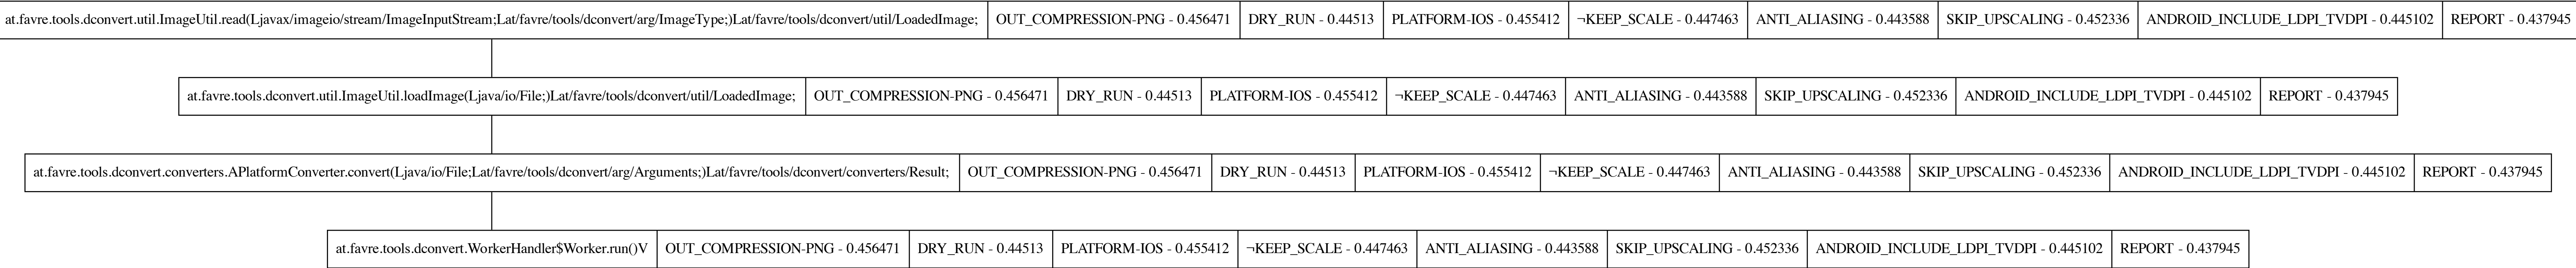 at.favre.tools.dconvert.util.ImageUtil.read(Ljavax/imageio/stream/ImageInputStream;Lat/favre/tools/dconvert/arg/ImageType;)Lat/favre/tools/dconvert/util/LoadedImage; OUT_COMPRESSION-PNG - 0.456471 DRY_RUN - 0.44513 PLATFORM-IOS - 0.455412 ¬KEEP_SCALE - 0.447463 ANTI_ALIASING - 0.443588 SKIP_UPSCALING - 0.452336 ANDROID_INCLUDE_LDPI_TVDPI - 0.445102 REPORT - 0.437945
at.favre.tools.dconvert.util.ImageUtil.loadImage(Ljava/io/File;)Lat/favre/tools/dconvert/util/LoadedImage; OUT_COMPRESSION-PNG - 0.456471 DRY_RUN - 0.44513 PLATFORM-IOS - 0.455412 ¬KEEP_SCALE - 0.447463 ANTI_ALIASING - 0.443588 SKIP_UPSCALING - 0.452336 ANDROID_INCLUDE_LDPI_TVDPI - 0.445102 REPORT - 0.437945
at.favre.tools.dconvert.converters.APlatformConverter.convert(Ljava/io/File;Lat/favre/tools/dconvert/arg/Arguments;)Lat/favre/tools/dconvert/converters/Result; OUT_COMPRESSION-PNG - 0.456471 DRY_RUN - 0.44513 PLATFORM-IOS - 0.455412 ¬KEEP_SCALE - 0.447463 ANTI_ALIASING - 0.443588 SKIP_UPSCALING - 0.452336 ANDROID_INCLUDE_LDPI_TVDPI - 0.445102 REPORT - 0.437945
at.favre.tools.dconvert.WorkerHandler$Worker.run()V OUT_COMPRESSION-PNG - 0.456471 DRY_RUN - 0.44513 PLATFORM-IOS - 0.455412 ¬KEEP_SCALE - 0.447463 ANTI_ALIASING - 0.443588 SKIP_UPSCALING - 0.452336 ANDROID_INCLUDE_LDPI_TVDPI - 0.445102 REPORT - 0.437945